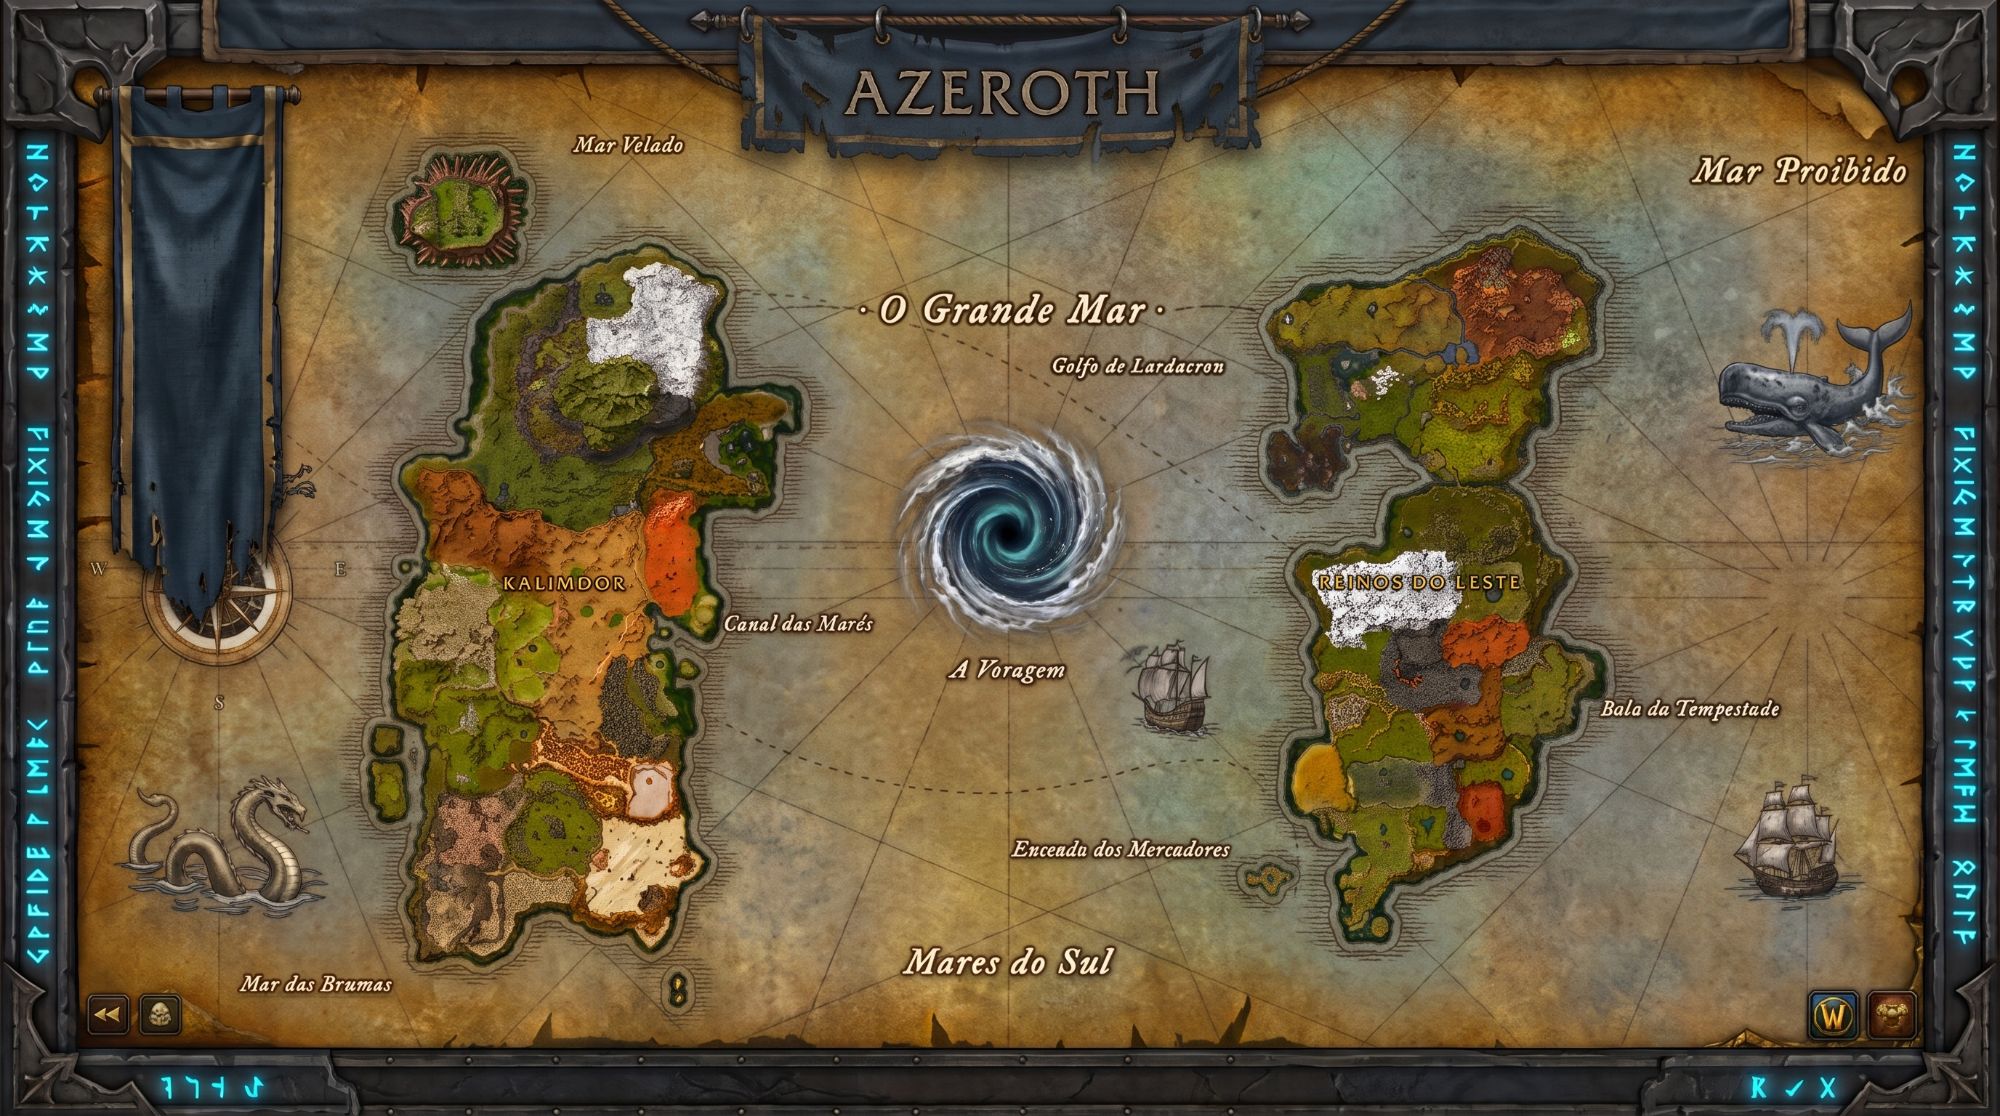 AZEROTH
Mar Velado
Mar Proibido
· O Grande Mar ·
Golfo de Lardacron
W
E
KALIMDOR
REINOS DO LESTE
Canal das Marés
A Voragem
S
Bala da Tempestade
Enceada dos Mercadores
Mares do Sul
Mar das Brumas
W